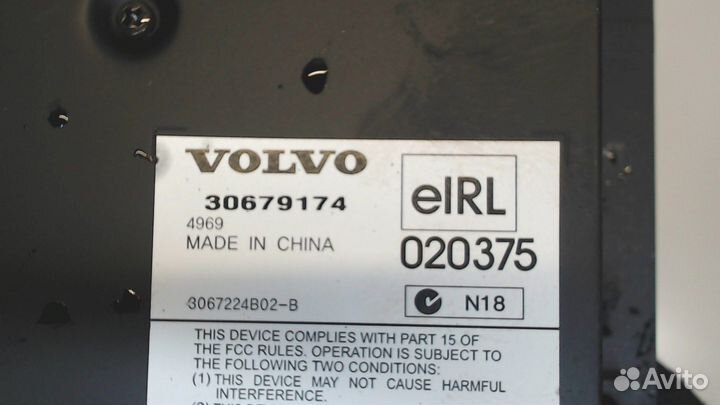 VOLVO
30679174
4969
MADE IN CHINA
3067224B02-B
eIRL
020375
N18
THIS DEVICE COMPLIES WITH PART 15 OF
THE FCC RULES. OPERATION IS SUBJECT TO
THE FOLLOWING TWO CONDITIONS:
(1) THIS DEVICE MAY NOT CAUSE HARMFUL
INTERFERENCE.
Avito